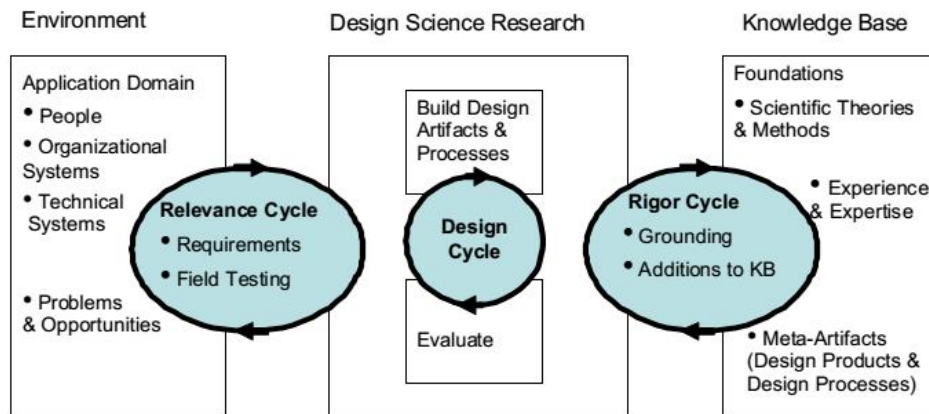 Environment
Design Science Research
Knowledge Base
Application Domain
• People
• Organizational
Systems
• Technical
Systems
• Problems
& Opportunities
Relevance Cycle
• Requirements
• Field Testing
Build Design
Artifacts &
Processes
Design
Cycle
Evaluate
Rigor Cycle
• Grounding
• Additions to KB
Foundations
• Scientific Theories
& Methods
• Experience
& Expertise
• Meta-Artifacts
(Design Products &
Design Processes)